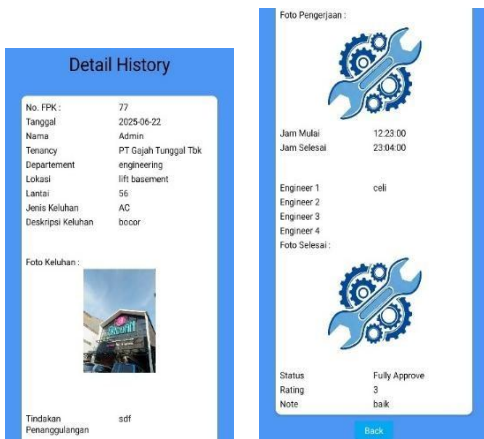 Detail History
No. FPK : 77
Tanggal 2025-06-22
Nama Admin
Tenancy PT Gajah Tunggal Tbk
Departement engineering
Lokasi lift basement
Lantai 56
Jenis Keluhan AC
Deskripsi Keluhan bocor
Foto Keluhan :
Tindakan sdf
Penanggulangan
Foto Pengerjaan :
Jam Mulai 12:23:00
Jam Selesai 23:04:00
Engineer 1 celi
Engineer 2
Engineer 3
Engineer 4
Foto Selesai :
Status Fully Approve
Rating 3
Note baik
Back